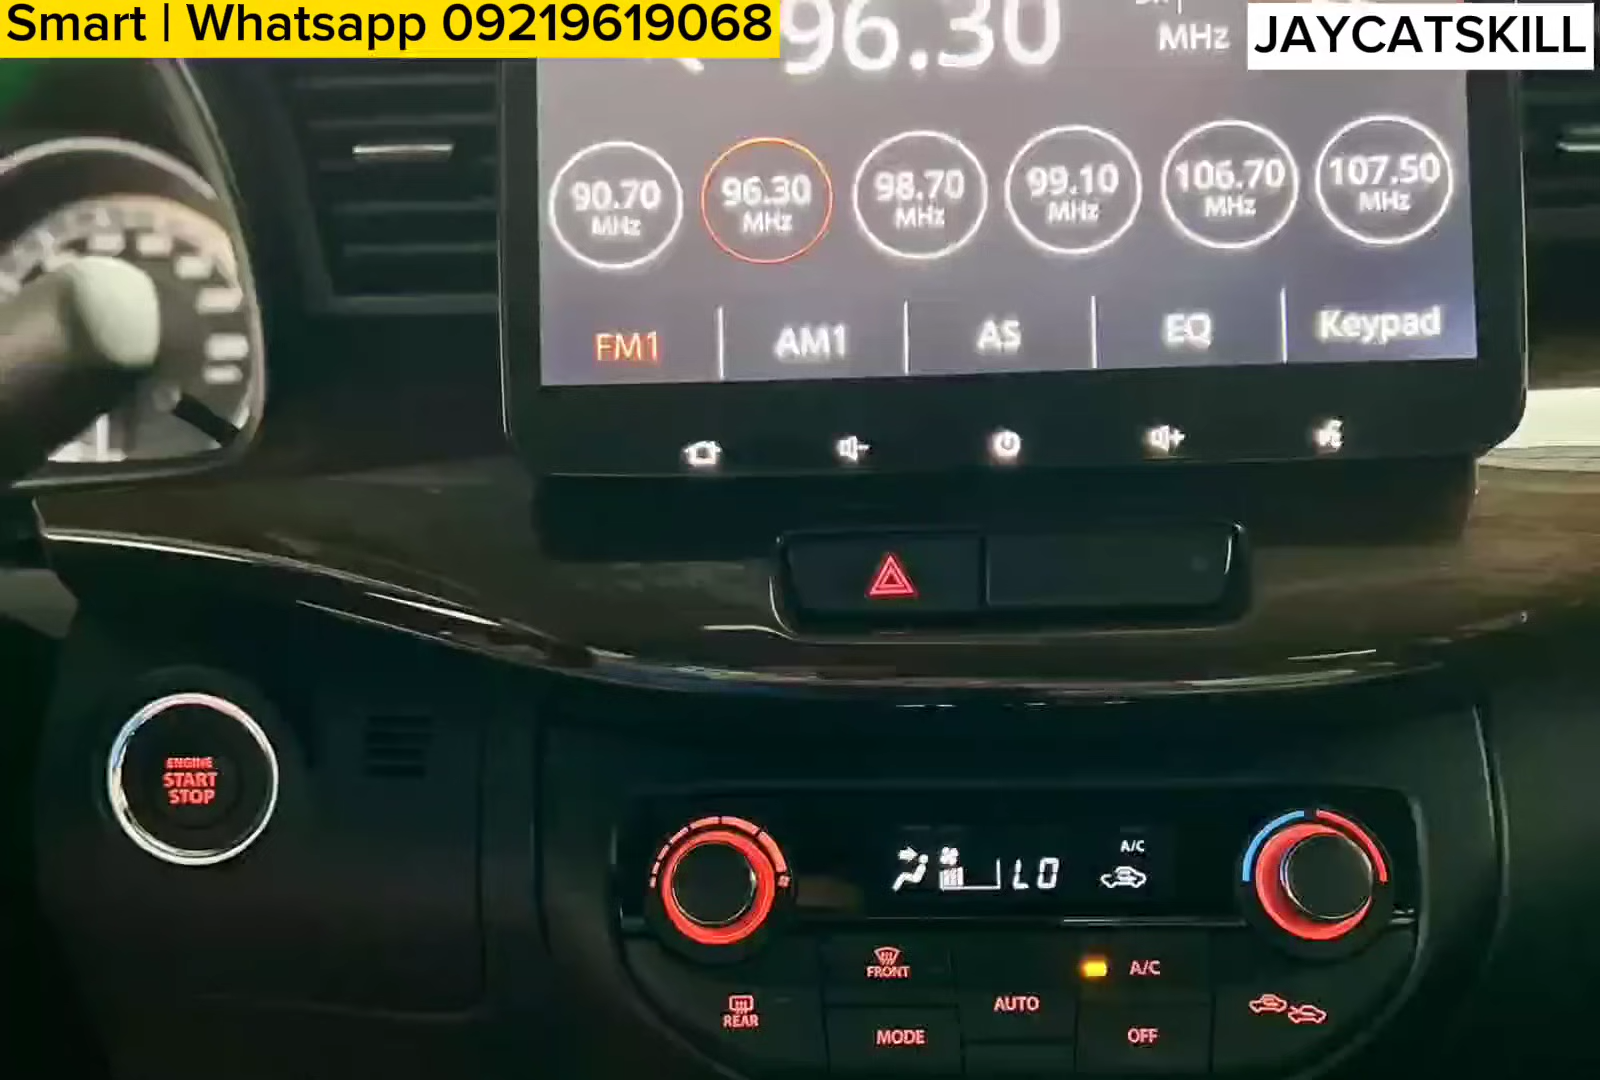 Smart | Whatsapp 09219619068
JAYCATSKILL
96.30
MHz
90.70
MHz
96.30
MHz
98.70
MHz
99.10
MHz
106.70
MHz
107.50
MHz
FM1
AM1
AS
EQ
Keypad
ENGINE
START
STOP
LO
A/C
FRONT
A/C
REAR
AUTO
MODE
OFF